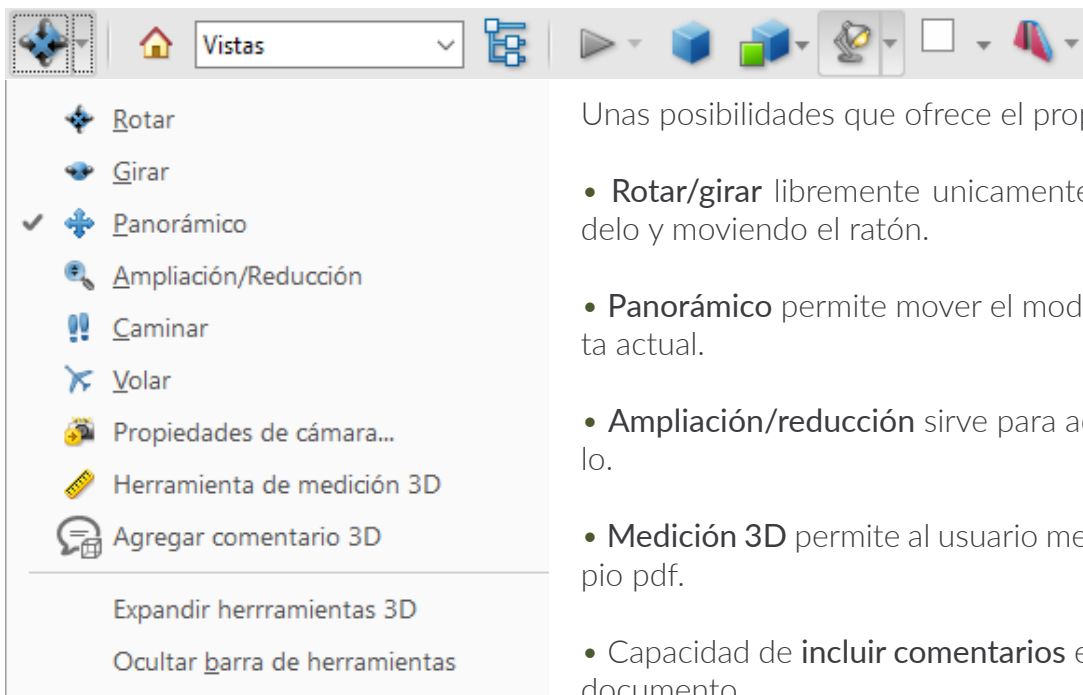 Vistas
Rotar
Girar
Panorámico
Ampliación/Reducción
Caminar
Volar
Propiedades de cámara...
Herramienta de medición 3D
Agregar comentario 3D
Expandir herrramientas 3D
Ocultar barra de herramientas
Unas posibilidades que ofrece el
• Rotar/girar libremente unicamente
delo y moviendo el ratón.
• Panorámico permite mover el
ta actual.
• Ampliación/reducción sirve para
lo.
• Medición 3D permite al usuario
pio pdf.
• Capacidad de incluir comentarios
documento